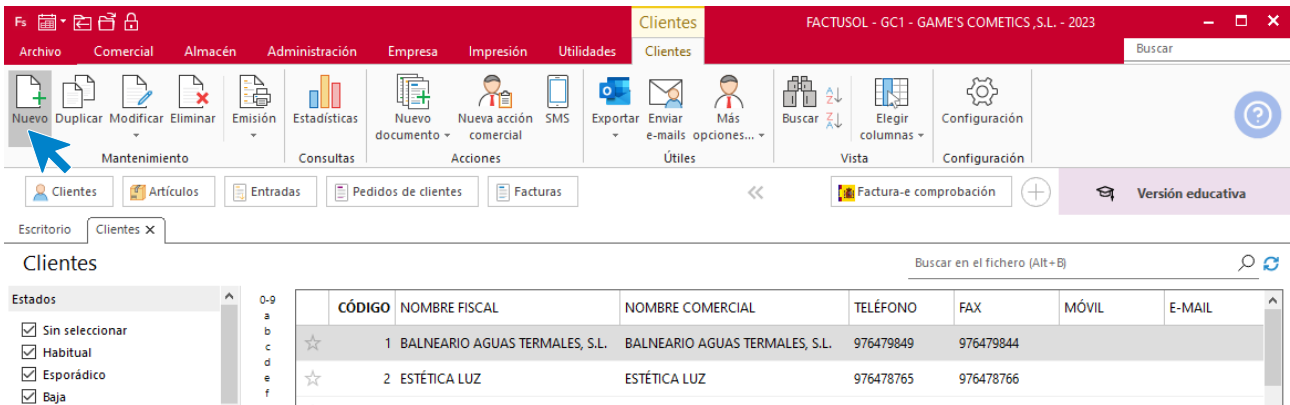 Fs Clientes FACTUSOL - GC1 - GAME'S COMETICS ,S.L. - 2023
Archivo Comercial Almacén Administración Empresa Impresión Utilidades Clientes Buscar
Nuevo Duplicar Modificar Eliminar Emisión Estadísticas Nuevo documento Nueva acción comercial SMS Exportar Enviar e-mails Más opciones... Buscar Elegir columnas Configuración
Mantenimiento Consultas Acciones Útiles Vista Configuración
Clientes Artículos Entradas Pedidos de clientes Facturas Factura-e comprobación Versión educativa
Escritorio Clientes
Clientes Buscar en el fichero (Alt+B)
Estados 0-9 CÓDIGO NOMBRE FISCAL NOMBRE COMERCIAL TELÉFONO FAX MÓVIL E-MAIL
a
Sin seleccionar b
Habitual c 1 BALNEARIO AGUAS TERMALES, S.L. BALNEARIO AGUAS TERMALES, S.L. 976479849 976479844
d
Esporádico e 2 ESTÉTICA LUZ ESTÉTICA LUZ 976478765 976478766
Baja f